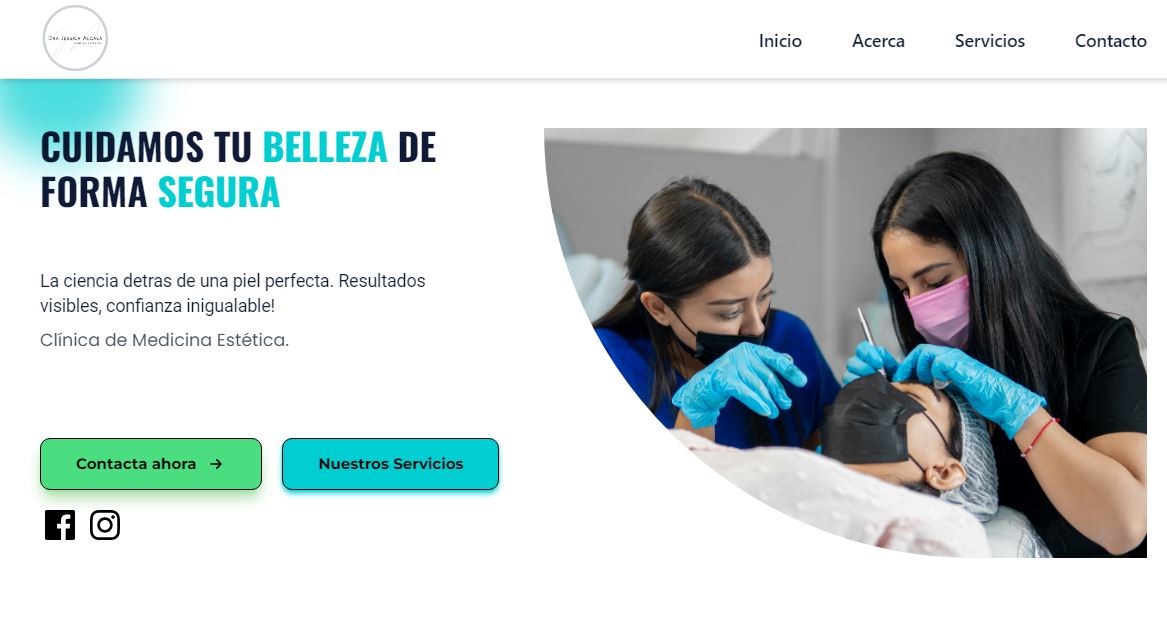 DRA JESSICA ALCALÁ
Inicio
Acerca
Servicios
Contacto
CUIDAMOS TU BELLEZA DE
FORMA SEGURA
La ciencia detras de una piel perfecta. Resultados
visibles, confianza inigualable!
Clínica de Medicina Estética.
Contacta ahora →
Nuestros Servicios